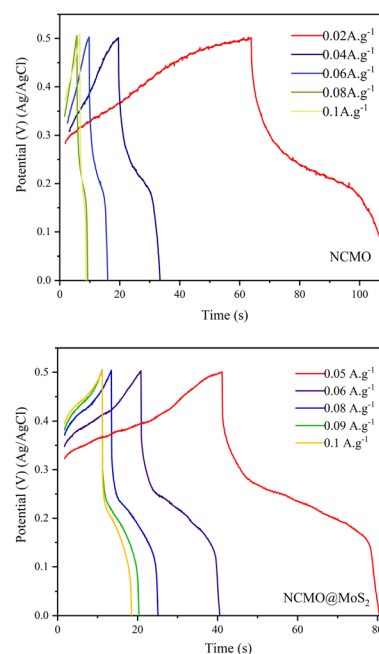 0.5
0.4
0.3
0.2
0.1
0.0
Potential (V) (Ag/AgCl)
0.02A.g-1
0.04A.g-1
0.06A.g-1
0.08A.g-1
0.1A.g-1
NCMO
0 20 40 60 80 100
Time (s)
0.5
0.4
0.3
0.2
0.1
0.0
Potential (V) (Ag/AgCl)
0.05 A.g-1
0.06 A.g-1
0.08 A.g-1
0.09 A.g-1
0.1 A.g-1
NCMO@MoS2
0 20 40 60 80
Time (s)